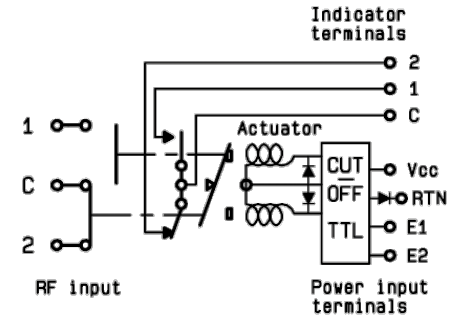 Indicator
terminals
2
1
C
Actuator
1
C
2
CUT
OFF
TTL
Vcc
RTN
E1
E2
RF input
Power input
terminals